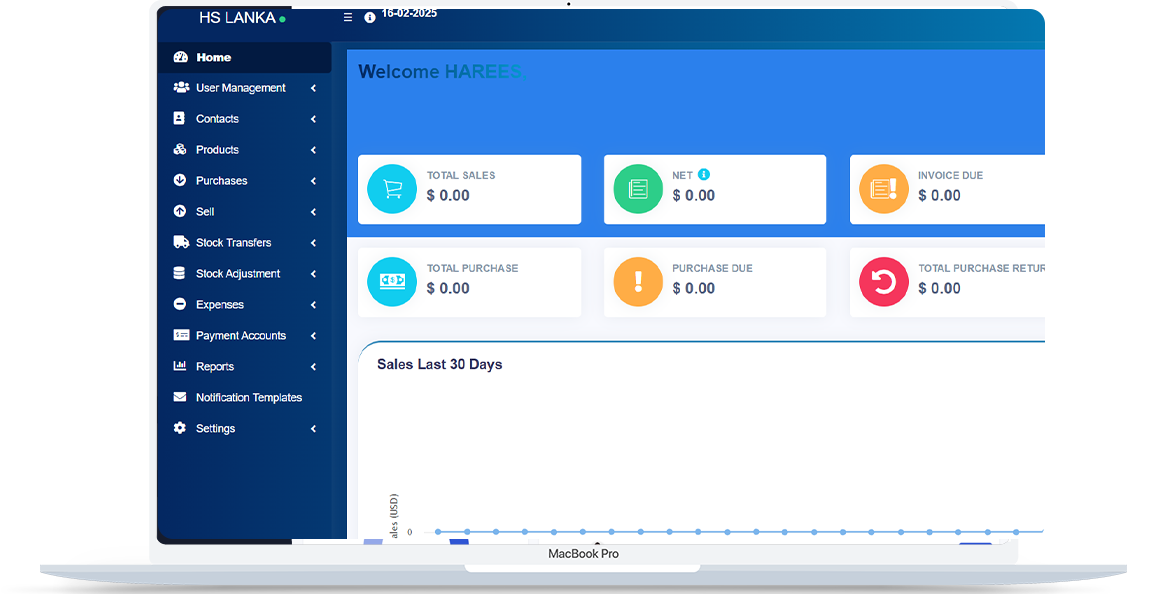 HS LANKA
16-02-2025
Home
User Management
Contacts
Products
Purchases
Sell
Stock Transfers
Stock Adjustment
Expenses
Payment Accounts
Reports
Notification Templates
Settings
Welcome HAREES
TOTAL SALES
$ 0.00
NET
$ 0.00
INVOICE DUE
$ 0.00
TOTAL PURCHASE
$ 0.00
PURCHASE DUE
$ 0.00
TOTAL PURCHASE RETUR
$ 0.00
Sales Last 30 Days
ales (USD)
0
MacBook Pro